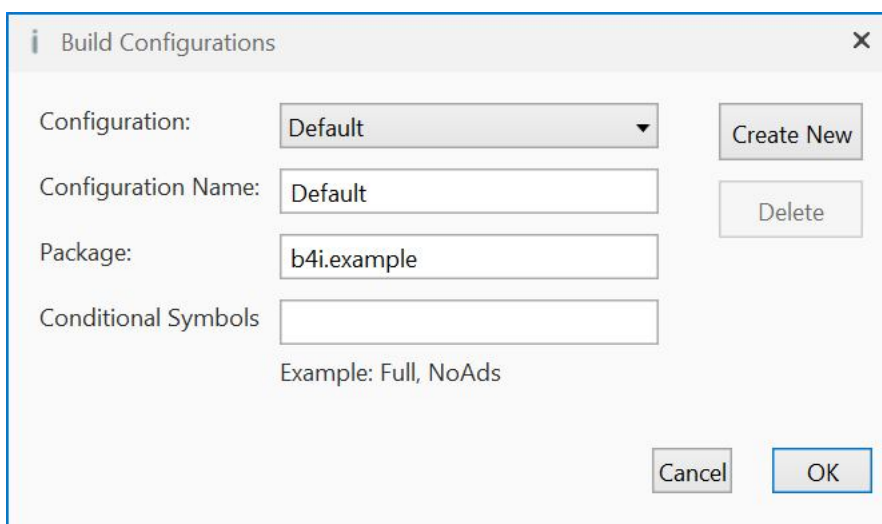 Build Configurations
Configuration:
Default
Create New
Configuration Name:
Default
Delete
Package:
b4i.example
Conditional Symbols
Example: Full, NoAds
Cancel
OK